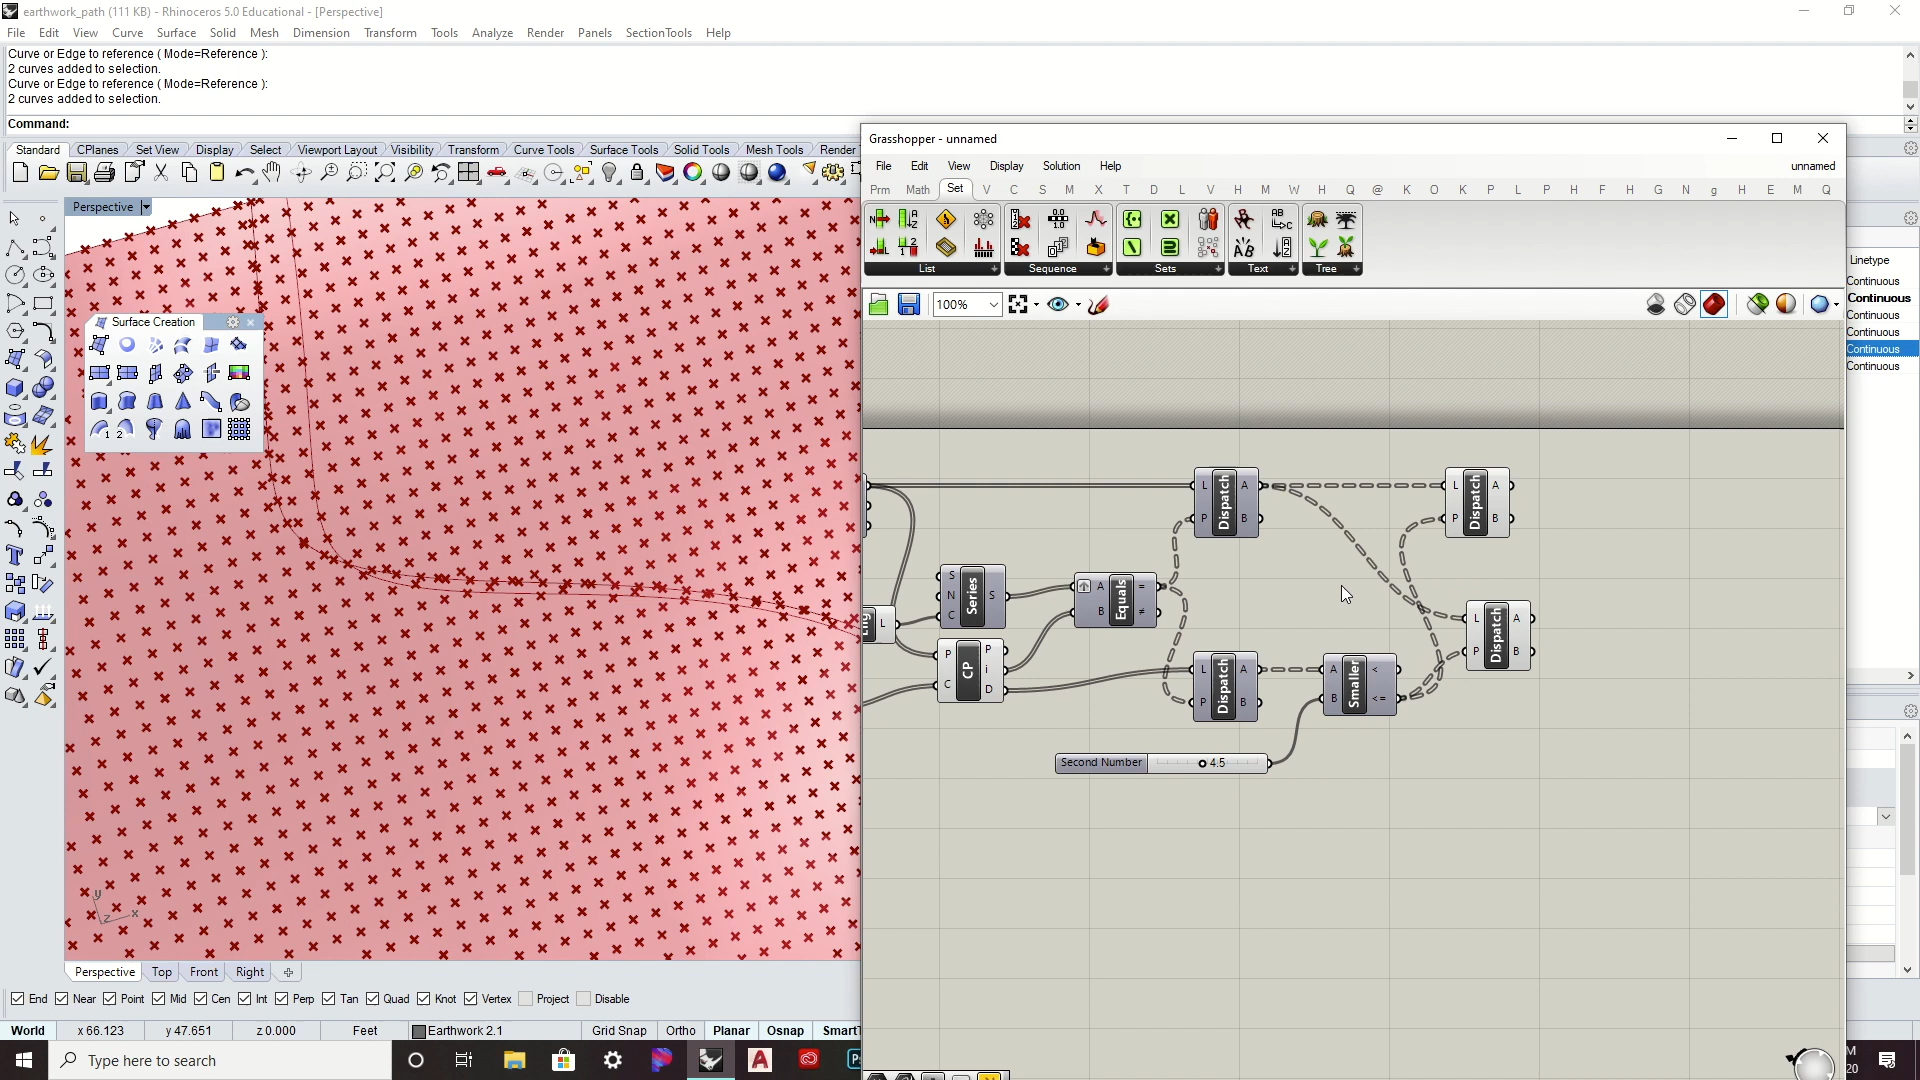 earthwork_path (111 KB) - Rhinoceros 5.0 Educational - [Perspective]
File Edit View Curve Surface Solid Mesh Dimension Transform Tools Analyze Render Panels SectionTools Help
Curve or Edge to reference ( Mode=Reference ):
2 curves added to selection.
Curve or Edge to reference ( Mode=Reference ):
2 curves added to selection.
Command:
Standard CPlanes Set View Display Select Viewport Layout Visibility Transform Curve Tools Surface Tools Solid Tools Mesh Tools Render
Perspective
Surface Creation
1 2
y
z x
Grasshopper - unnamed
File Edit View Display Solution Help unnamed
Prm Math Set V C S M X T D L V H M W H Q @ K O K P L P H F H G N g H E M Q
List Sequence Sets Text Tree
100%
L P Dispatch A B
L P Dispatch A B
S N C Series S
A B Equals = ≠
L
P C CP P i D
L P Dispatch A B
A B Smaller < <=
L P Dispatch A B
Second Number 4.5
Linetype
Continuous
Continuous
Continuous
Continuous
Continuous
Continuous
Perspective Top Front Right
End Near Point Mid Cen Int Perp Tan Quad Knot Vertex Project Disable
World x 66.123 y 47.651 z 0.000 Feet Earthwork 2.1 Grid Snap Ortho Planar Osnap SmartT
Type here to search
M
20